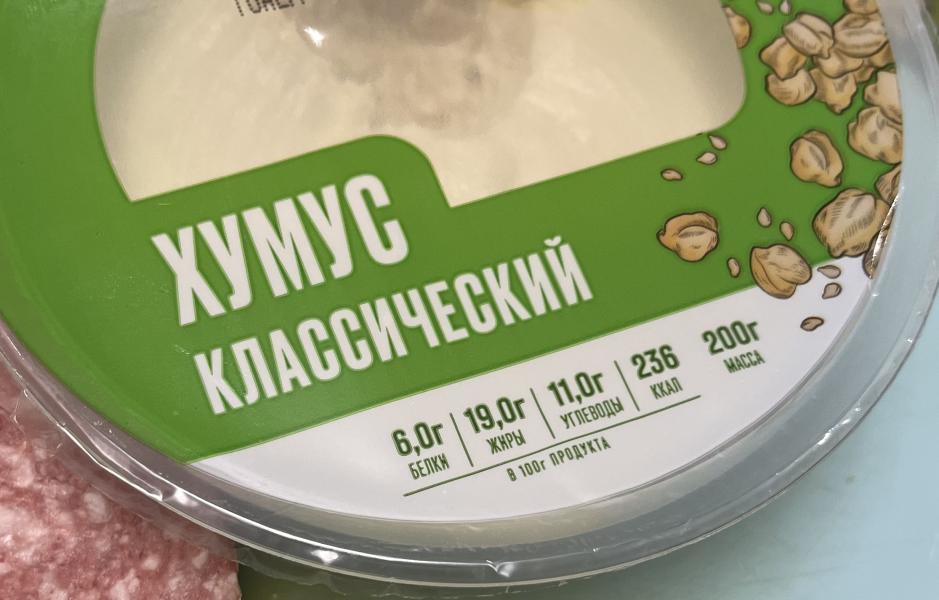 ХУМУС
КЛАССИЧЕСКИЙ
6,0г 19,0г 11,0г 236 200г
БЕЛКИ ЖИРЫ УГЛЕВОДЫ ККАЛ МАССА
В 100г ПРОДУКТА